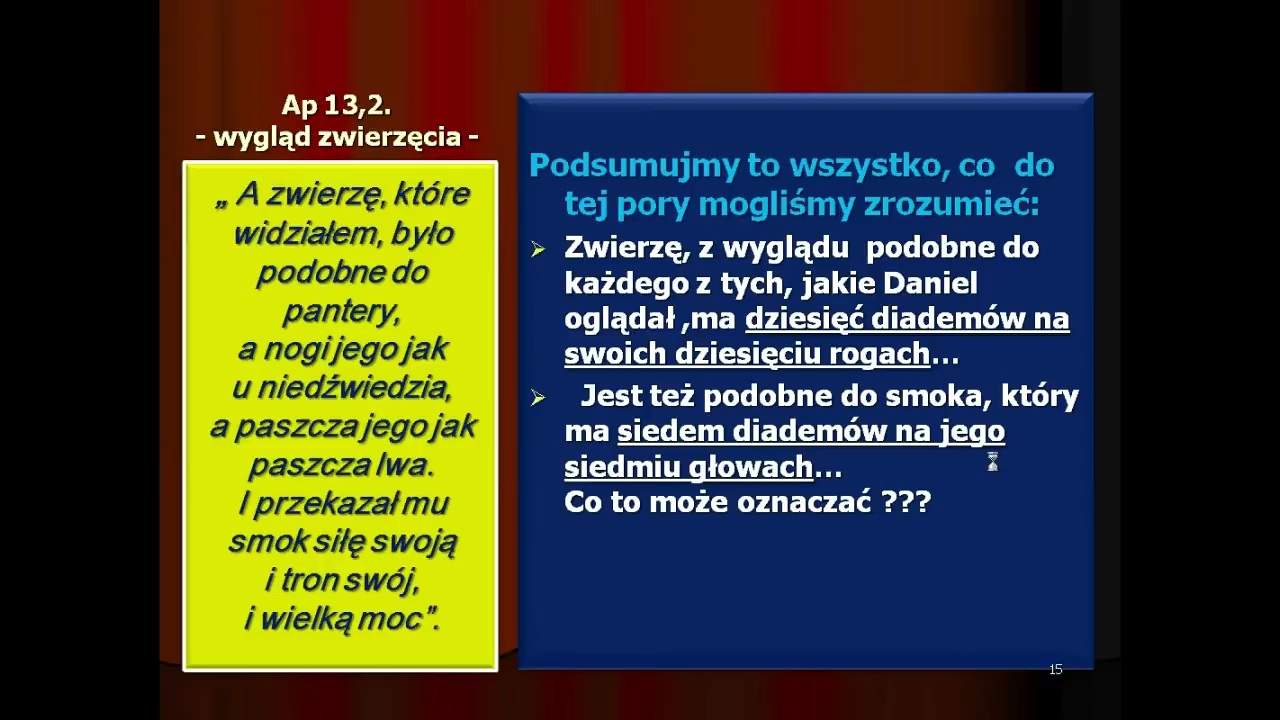 Ap 13,2.
- wygląd zwierzęcia -
„ A zwierzę, które
widziałem, było
podobne do
pantery,
a nogi jego jak
u niedźwiedzia,
a paszcza jego jak
paszcza lwa.
I przekazał mu
smok siłę swoją
i tron swój,
i wielką moc”.
Podsumujmy to wszystko, co do
tej pory mogliśmy zrozumieć:
Zwierzę, z wyglądu podobne do
każdego z tych, jakie Daniel
oglądał ,ma dziesięć diademów na
swoich dziesięciu rogach...
Jest też podobne do smoka, który
ma siedem diademów na jego
siedmiu głowach...
Co to może oznaczać ???
15